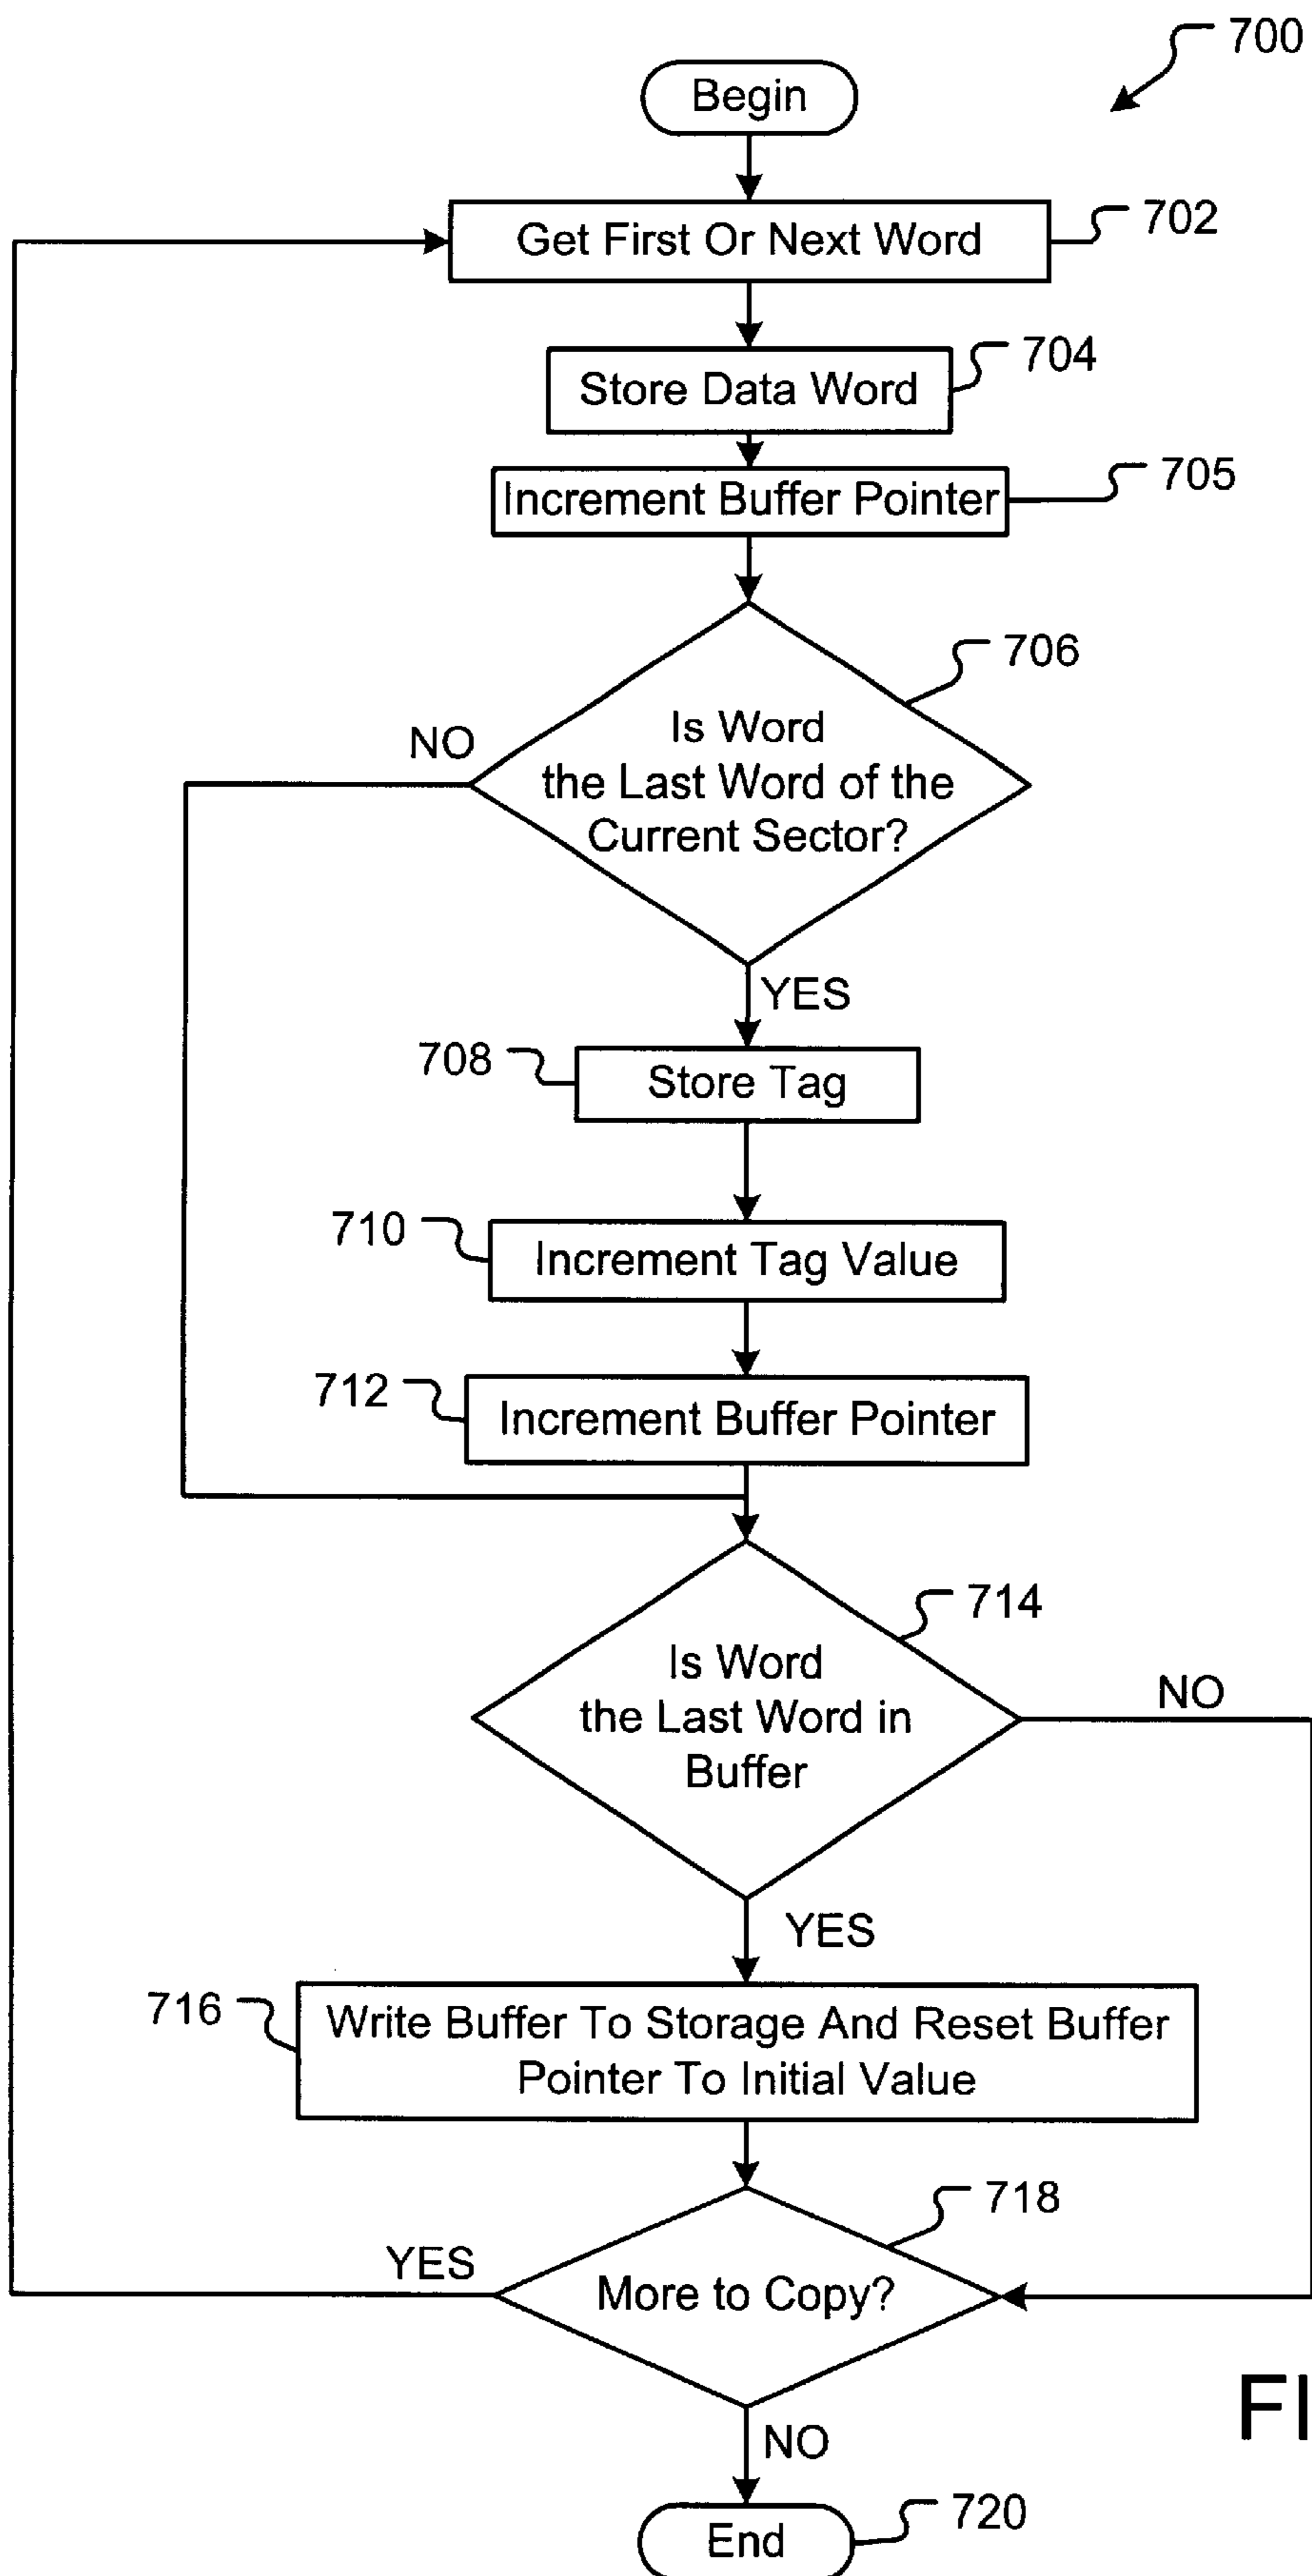 700
Begin
Get First Or Next Word
702
Store Data Word
704
Increment Buffer Pointer
705
706
Is Word
the Last Word of the
Current Sector?
NO
YES
708
Store Tag
710
Increment Tag Value
712
Increment Buffer Pointer
714
Is Word
the Last Word in
Buffer
NO
YES
716
Write Buffer To Storage And Reset Buffer
Pointer To Initial Value
718
YES
More to Copy?
FI
NO
720
End